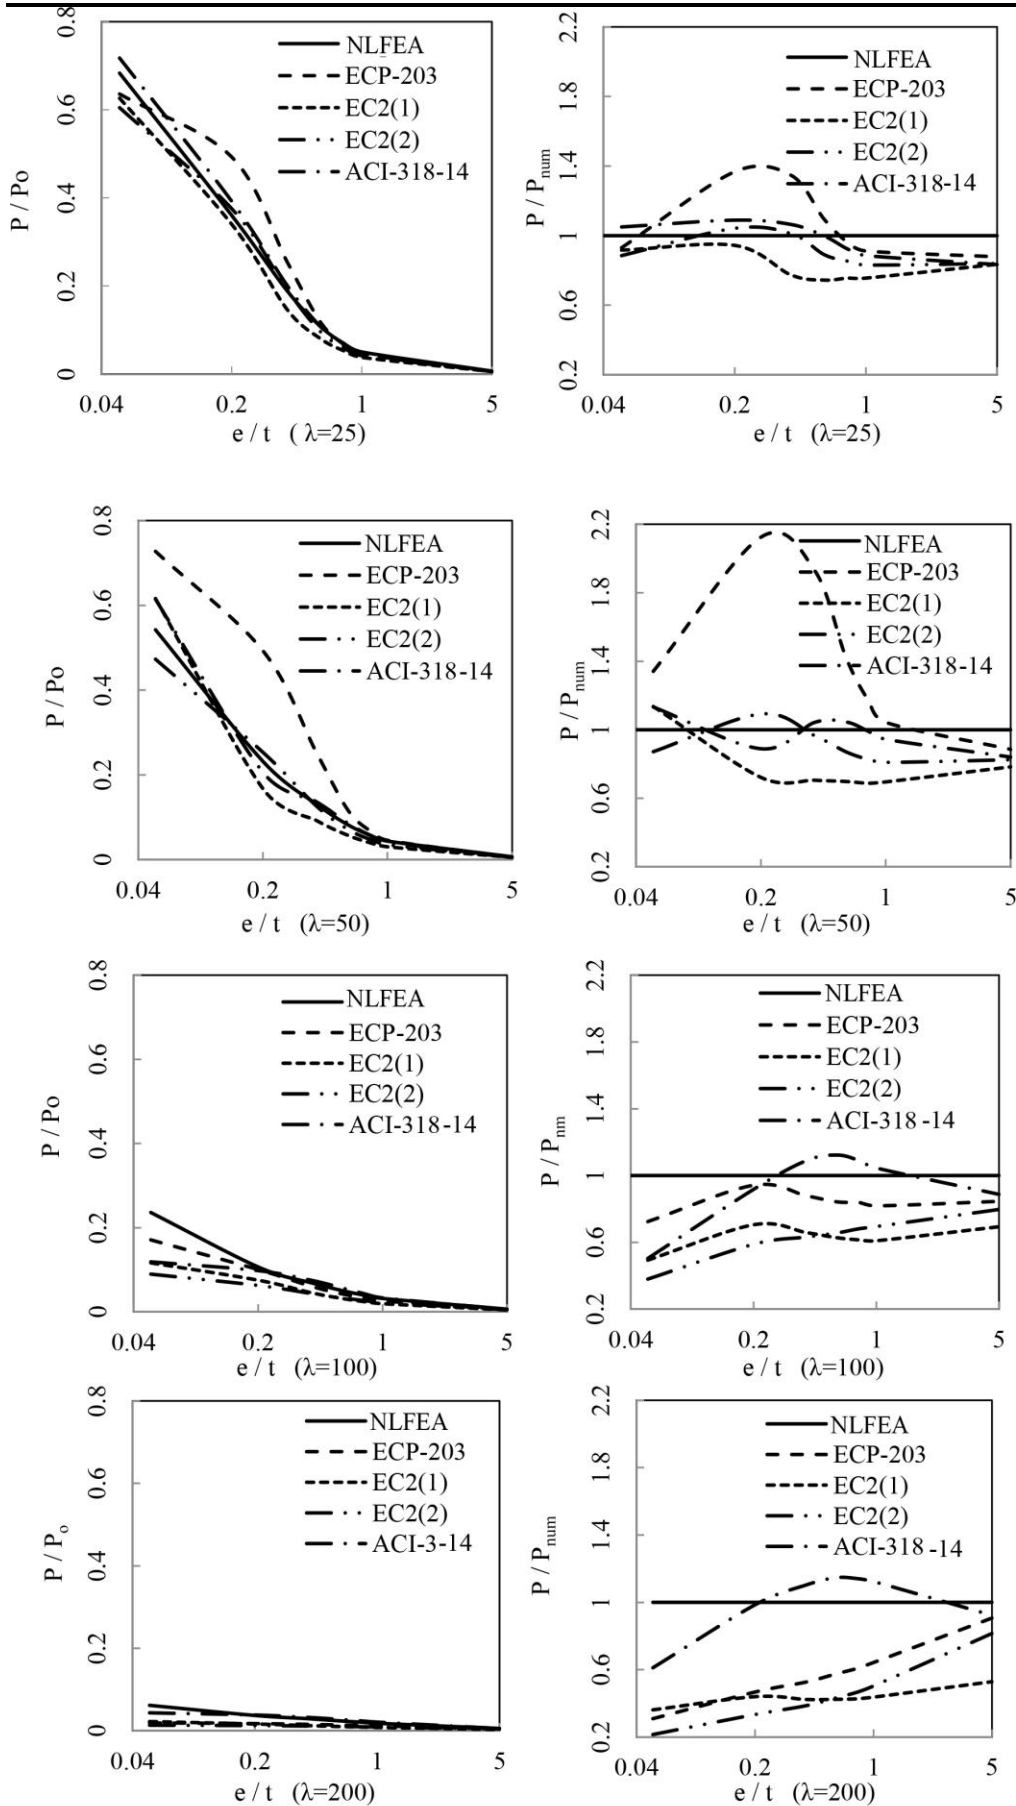 0.8
NLFEA
ECP-203
EC2(1)
EC2(2)
ACI-318-14
0.6
0.4
0.2
0
P / Po
0.04 0.2 1 5
e / t ( λ=25)
2.2
NLFEA
ECP-203
EC2(1)
EC2(2)
ACI-318-14
1.8
1.4
1
0.6
0.2
P / Pnum
0.04 0.2 1 5
e / t (λ=25)
0.8
NLFEA
ECP-203
EC2(1)
EC2(2)
ACI-318-14
0.6
0.4
0.2
0
P / Po
0.04 0.2 1 5
e / t (λ=50)
2.2
NLFEA
ECP-203
EC2(1)
EC2(2)
ACI-318-14
1.8
1.4
1
0.6
0.2
P / Pnum
0.04 0.2 1 5
e / t (λ=50)
0.8
NLFEA
ECP-203
EC2(1)
EC2(2)
ACI-318-14
0.6
0.4
0.2
0
P / Po
0.04 0.2 1 5
e / t (λ=100)
2.2
NLFEA
ECP-203
EC2(1)
EC2(2)
ACI-318 -14
1.8
1.4
1
0.6
0.2
P / Pnm
0.04 0.2 1 5
e / t (λ=100)
0.8
NLFEA
ECP-203
EC2(1)
EC2(2)
ACI-3-14
0.6
0.4
0.2
0
P / Po
0.04 0.2 1 5
e / t (λ=200)
2.2
NLFEA
ECP-203
EC2(1)
EC2(2)
ACI-318 -14
1.8
1.4
1
0.6
0.2
P / Pnum
0.04 0.2 1 5
e / t (λ=200)